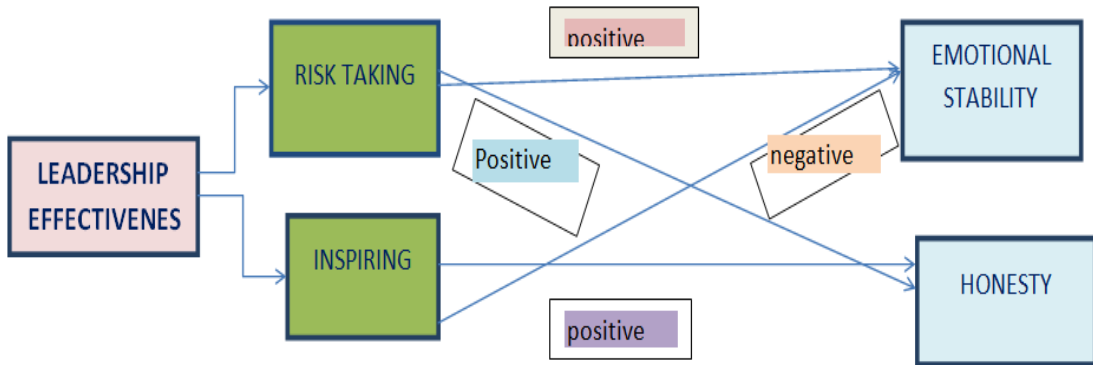 positive
RISK TAKING
EMOTIONAL
STABILITY
Positive
negative
LEADERSHIP
EFFECTIVENES
INSPIRING
HONESTY
positive